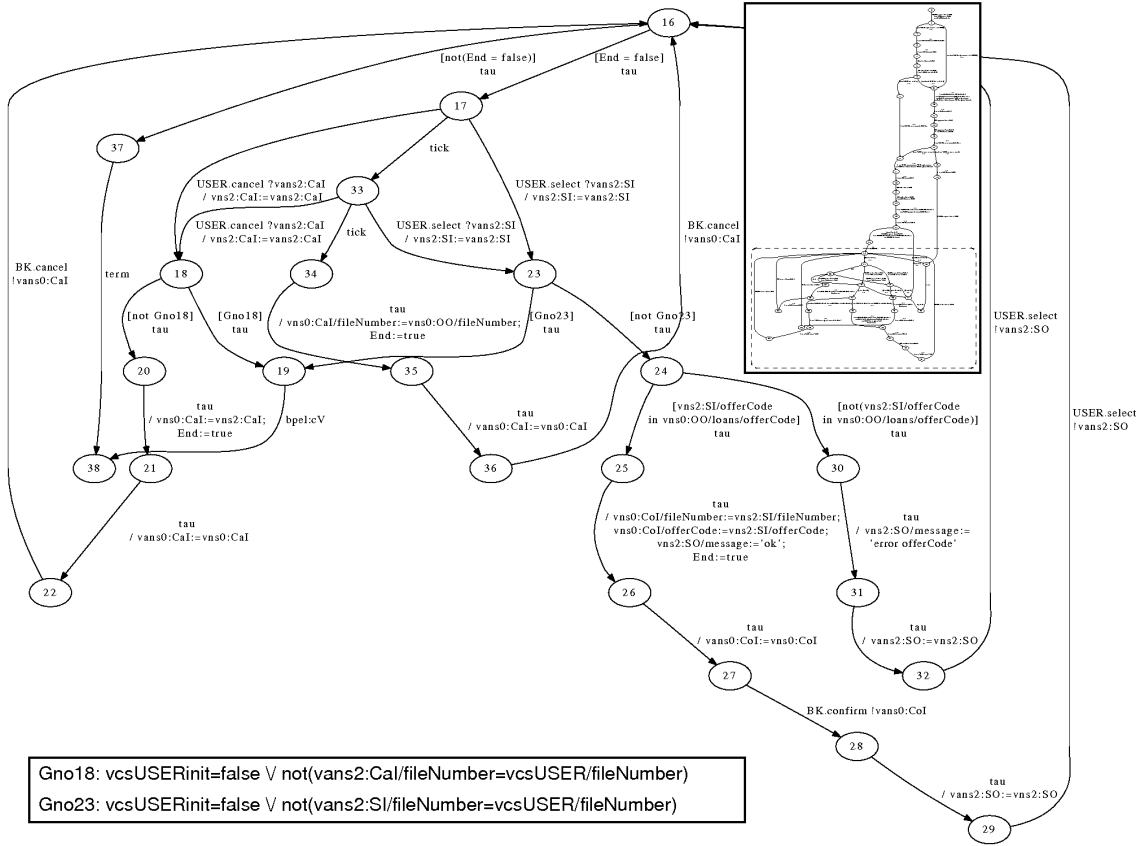 16
[not(End = false)]
tau
[End = false]
tau
17
37
tick
USER.cancel ?vans2:CaI
/ vns2:CaI:=vans2:CaI
33
USER.select ?vans2:SI
/ vns2:SI:=vans2:SI
USER.cancel ?vans2:CaI
/ vns2:CaI:=vans2:CaI
tick
USER.select ?vans2:SI
/ vns2:SI:=vans2:SI
BK.cancel
!vans0:CaI
BK.cancel
!vans0:CaI
term
18
34
23
[not Gno18]
tau
[Gno18]
tau
tau
/ vns0:CaI/fileNumber:=vns0:OO/fileNumber;
End:=true
[Gno23]
tau
[not Gno23]
tau
USER.select
!vans2:SO
20
19
35
24
tau
/ vns0:CaI:=vns2:CaI;
End:=true
bpel:cV
tau
/ vans0:CaI:=vns0:CaI
[vns2:SI/offerCode
in vns0:OO/loans/offerCode]
tau
[not(vns2:SI/offerCode
in vns0:OO/loans/offerCode)]
tau
USER.select
!vans2:SO
38
21
36
25
30
tau
/ vans0:CaI:=vns0:CaI
tau
/ vns0:CoI/fileNumber:=vns2:SI/fileNumber;
vns0:CoI/offerCode:=vns2:SI/offerCode;
vns2:SO/message:='ok';
End:=true
tau
/ vns2:SO/message:=
'error offerCode'
22
26
31
tau
/ vans0:CoI:=vns0:CoI
tau
/ vans2:SO:=vns2:SO
27
32
BK.confirm !vans0:CoI
28
tau
/ vans2:SO:=vns2:SO
29
Gno18: vcsUSERinit=false \/ not(vans2:CaI/fileNumber=vcsUSER/fileNumber)
Gno23: vcsUSERinit=false \/ not(vans2:SI/fileNumber=vcsUSER/fileNumber)